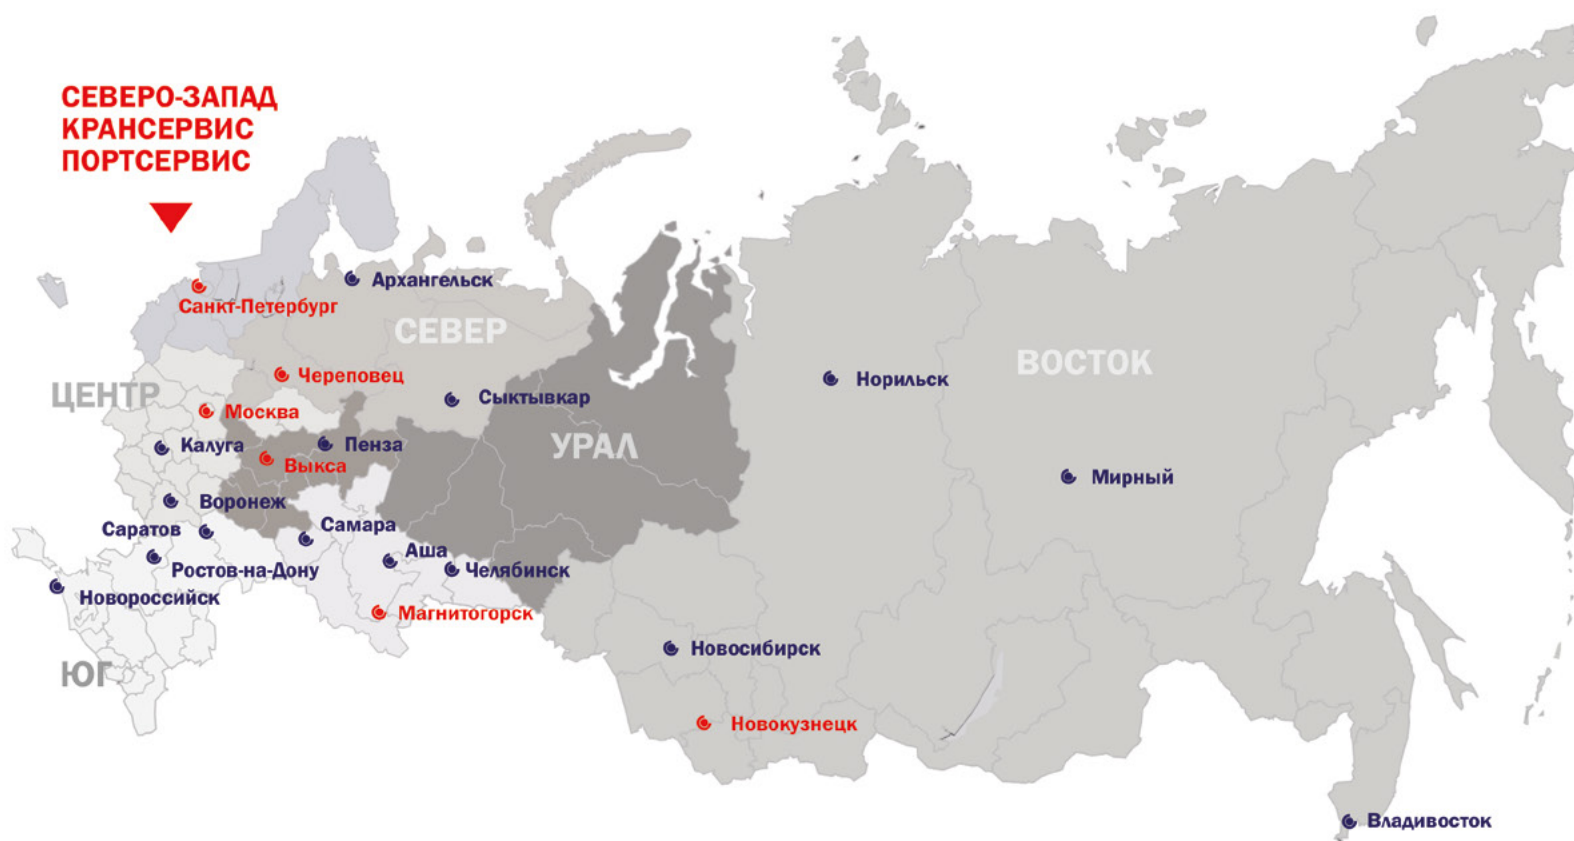 СЕВЕРО-ЗАПАД
КРАНСЕРВИС
ПОРТСЕРВИС
Архангельск
Санкт-Петербург
СЕВЕР
ВОСТОК
Череповец
Норильск
ЦЕНТР
Сыктывкар
Москва
Калуга
Пенза
УРАЛ
Выкса
Мирный
Воронеж
Саратов
Самара
Аша
Ростов-на-Дону
Челябинск
Новороссийск
Магнитогорск
Новосибирск
ЮГ
Новокузнецк
Владивосток